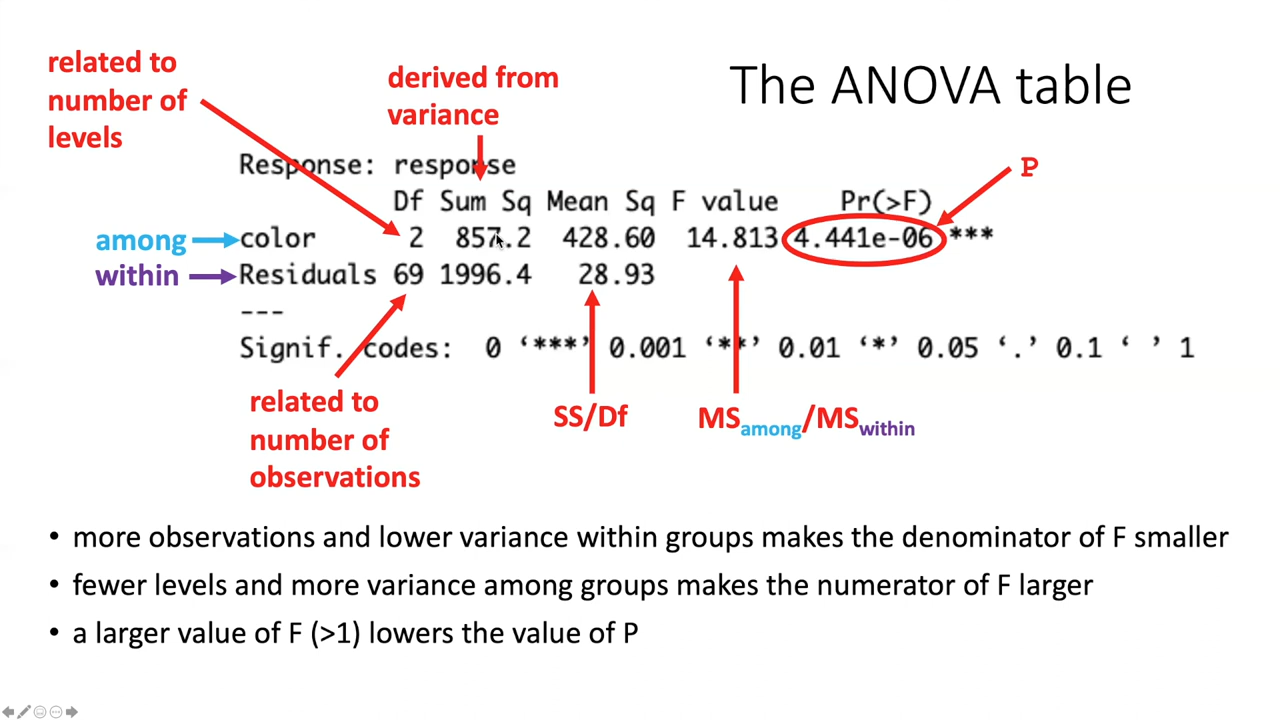 The ANOVA table
related to
number of
levels
derived from
variance
Response: response
P
Df Sum Sq Mean Sq F value Pr(>F)
among
color 2 857.2 428.60 14.813 4.441e-06 ***
within
Residuals 69 1996.4 28.93
---
Signif. codes: 0 ‘***’ 0.001 ‘**’ 0.01 ‘*’ 0.05 ‘.’ 0.1 ‘ ’ 1
related to
number of
observations
SS/Df
MSamong/MSwithin
• more observations and lower variance within groups makes the denominator of F smaller
• fewer levels and more variance among groups makes the numerator of F larger
• a larger value of F (>1) lowers the value of P